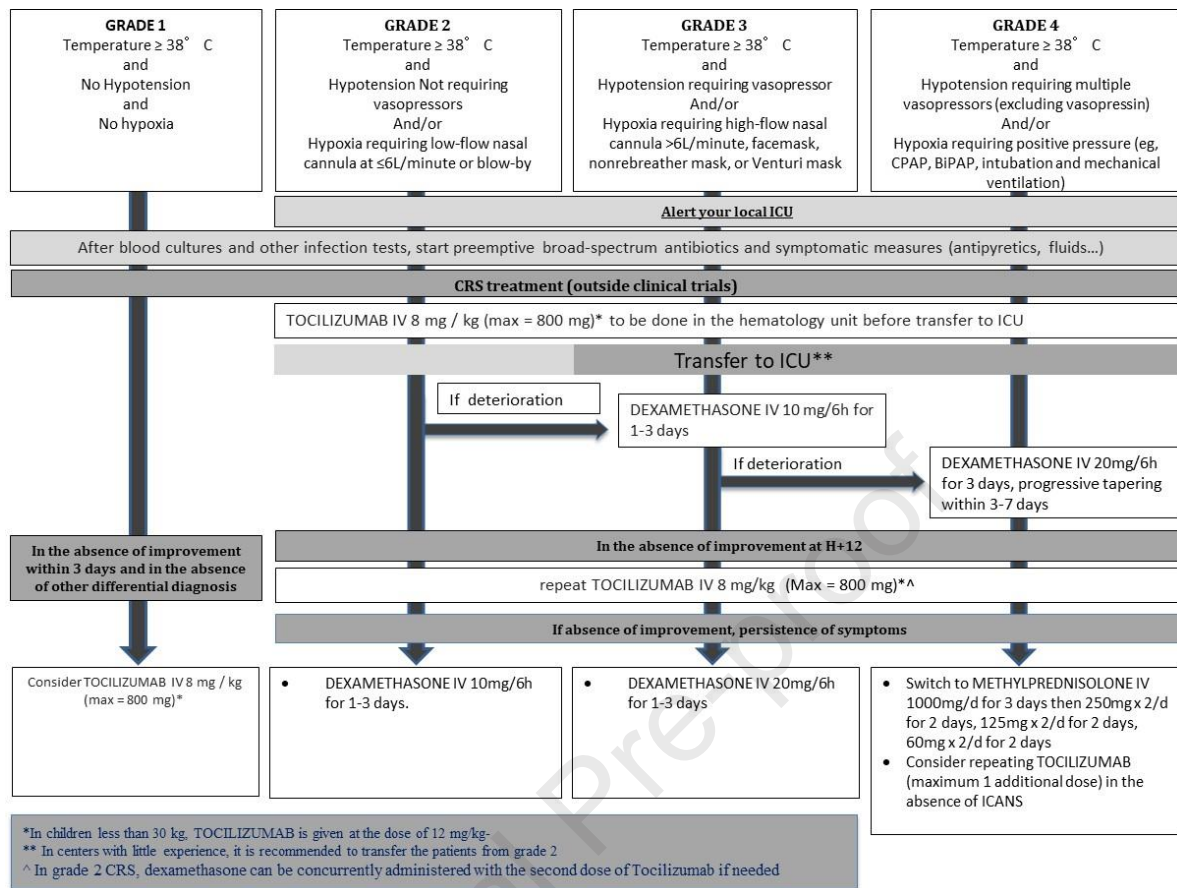 GRADE 1
Temperature ≥ 38° C
and
No Hypotension
and
No hypoxia
GRADE 2
Temperature ≥ 38° C
and
Hypotension Not requiring
vasopressors
And/or
Hypoxia requiring low-flow nasal
cannula at ≤6L/minute or blow-by
GRADE 3
Temperature ≥ 38° C
and
Hypotension requiring vasopressor
And/or
Hypoxia requiring high-flow nasal
cannula >6L/minute, facemask,
nonrebreather mask, or Venturi mask
GRADE 4
Temperature ≥ 38° C
and
Hypotension requiring multiple
vasopressors (excluding vasopressin)
And/or
Hypoxia requiring positive pressure (eg,
CPAP, BiPAP, intubation and mechanical
ventilation)
Alert your local ICU
After blood cultures and other infection tests, start preemptive broad-spectrum antibiotics and symptomatic measures (antipyretics, fluids…)
CRS treatment (outside clinical trials)
TOCILIZUMAB IV 8 mg / kg (max = 800 mg)* to be done in the hematology unit before transfer to ICU
Transfer to ICU**
If deterioration
DEXAMETHASONE IV 10 mg/6h for
1-3 days
If deterioration
DEXAMETHASONE IV 20mg/6h
for 3 days, progressive tapering
within 3-7 days
In the absence of improvement
within 3 days and in the absence
of other differential diagnosis
In the absence of improvement at H+12
repeat TOCILIZUMAB IV 8 mg/kg (Max = 800 mg)*^
If absence of improvement, persistence of symptoms
Consider TOCILIZUMAB IV 8 mg / kg
(max = 800 mg)*
• DEXAMETHASONE IV 10mg/6h
for 1-3 days.
• DEXAMETHASONE IV 20mg/6h
for 1-3 days
• Switch to METHYLPREDNISOLONE IV
1000mg/d for 3 days then 250mg x 2/d
for 2 days, 125mg x 2/d for 2 days,
60mg x 2/d for 2 days
• Consider repeating TOCILIZUMAB
(maximum 1 additional dose) in the
absence of ICANS
*In children less than 30 kg, TOCILIZUMAB is given at the dose of 12 mg/kg-
** In centers with little experience, it is recommended to transfer the patients from grade 2
^ In grade 2 CRS, dexamethasone can be concurrently administered with the second dose of Tocilizumab if needed
al Pre-proof